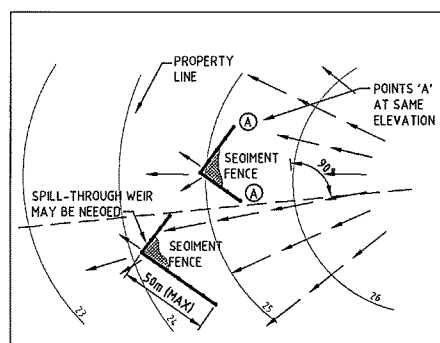 PROPERTY
LINE
POINTS 'A'
AT SAME
ELEVATION
A
SEDIMENT
FENCE
A
90°
SPILL-THROUGH WEIR
MAY BE NEEDED
SEDIMENT
FENCE
50m (MAX)
23
24
25
26